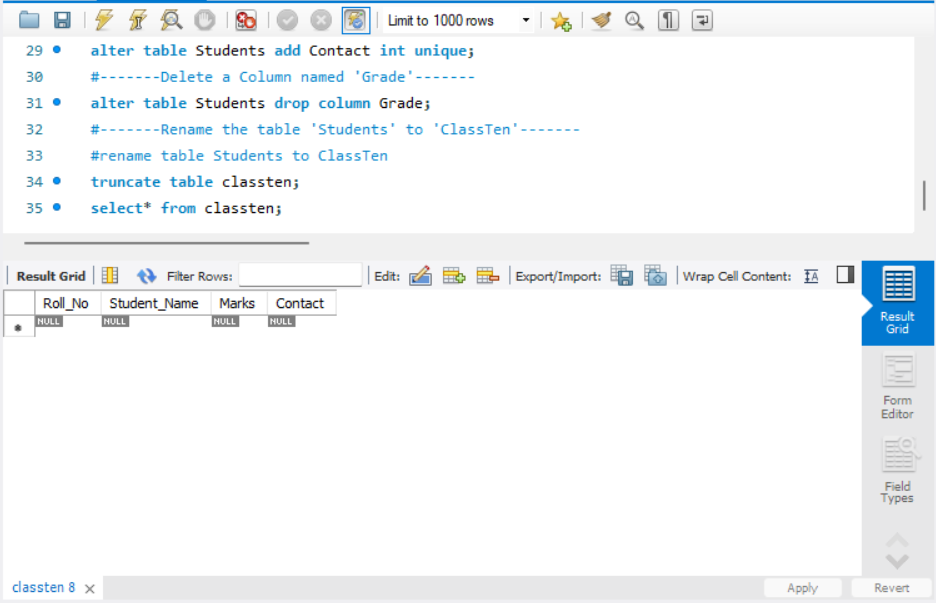 Limit to 1000 rows
29 alter table Students add Contact int unique;
30 #-------Delete a Column named 'Grade'-------
31 alter table Students drop column Grade;
32 #-------Rename the table 'Students' to 'ClassTen'-------
33 #rename table Students to ClassTen
34 truncate table classten;
35 select* from classten;
Result Grid Filter Rows: Edit: Export/Import: Wrap Cell Content: IA
Roll_No Student_Name Marks Contact
NULL NULL NULL NULL
Result
Grid
Form
Editor
Field
Types
classten 8 Apply Revert